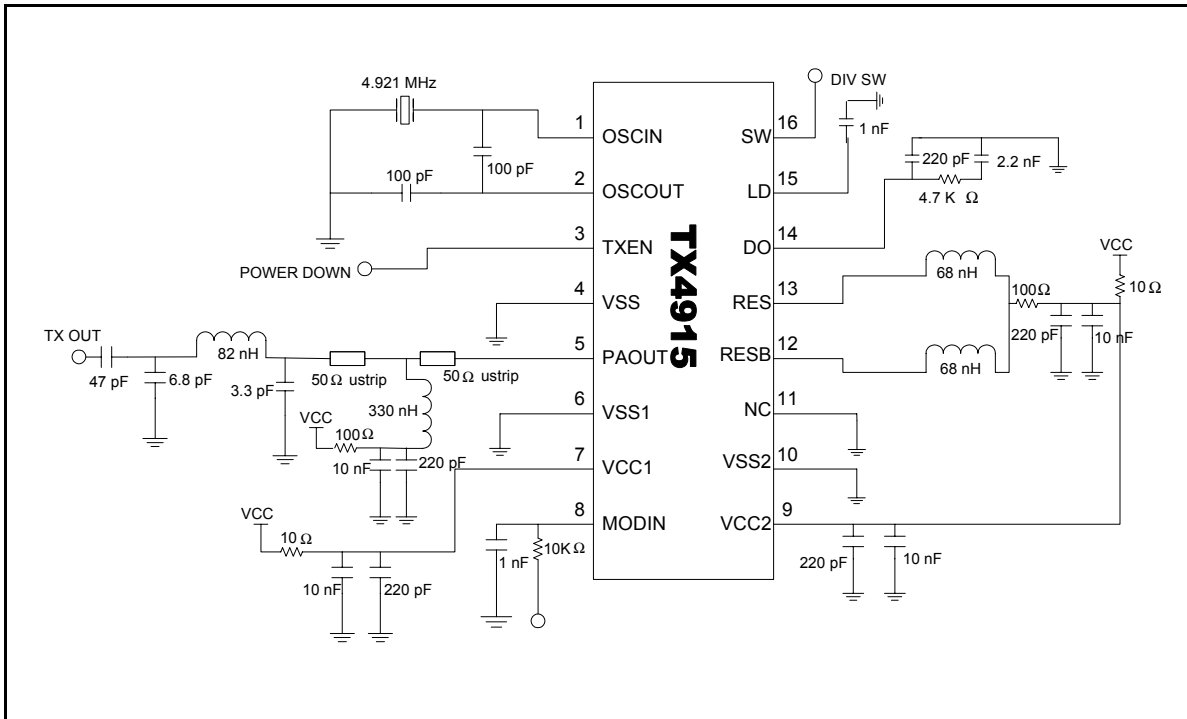 4.921 MHz
100 pF
100 pF
POWER DOWN
TX OUT
47 pF
6.8 pF
82 nH
3.3 pF
50Ω ustrip
50Ω ustrip
330 nH
VCC
100Ω
10 nF
220 pF
VCC
10Ω
10 nF
220 pF
1 nF
10KΩ
1
OSCIN
2
OSCOUT
3
TXEN
4
VSS
5
PAOUT
6
VSS1
7
VCC1
8
MODIN
TX4915
16
SW
15
LD
14
DO
13
RES
12
RESB
11
NC
10
VSS2
9
VCC2
DIV SW
1 nF
220 pF
2.2 nF
4.7 K Ω
68 nH
68 nH
100Ω
VCC
10Ω
220 pF
10 nF
220 pF
10 nF